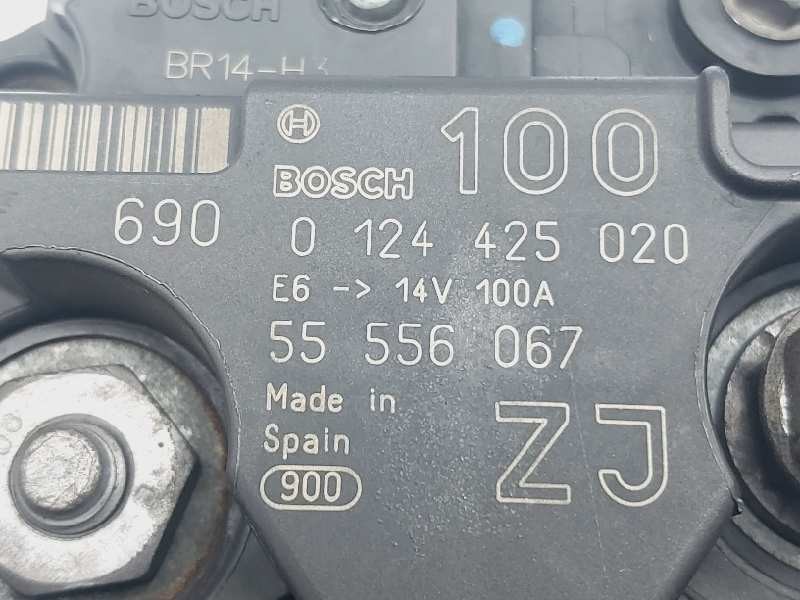 BOSCH
BR14-H
BOSCH 100
690 0 124 425 020
E6 -> 14V 100A
55 556 067
Made in
Spain
900
ZJ